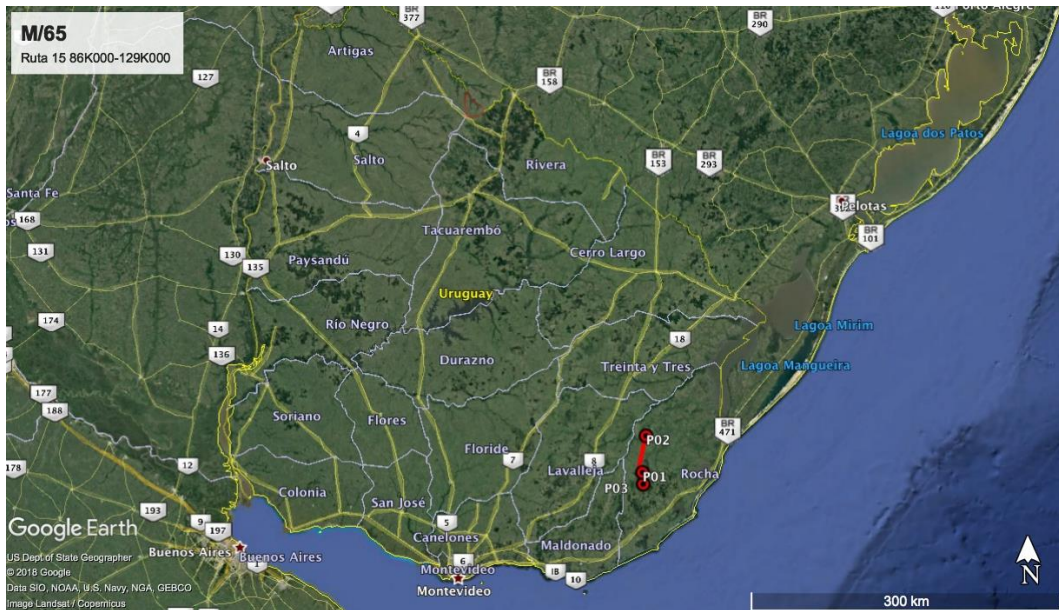 M/65
Ruta 15 86K000-129K000
BR
377
BR
290
Porto Alegre
Artigas
127
BR
158
4
Lagoa dos Patos
Salto
Salto
Rivera
BR
153
BR
293
Santa Fe
Pelotas
168
Tacuarembó
BR
101
131
130
135
Paysandú
Cerro Largo
Uruguay
174
14
Río Negro
Lagoa Mirim
136
Durazno
18
Treinta y Tres
Lagoa Mangueira
177
188
Soriano
Flores
BR
471
P02
Floride
7
8
Lavalleja
Rocha
178
12
P01
P03
Colonia
San José
193
9
197
5
Canelones
Maldonado
Google Earth
Buenos Aires
Buenos Aires
1
6
Montevideo
Montevideo
IB
10
US Dept of State Geographer
© 2018 Google
Data SIO, NOAA, U.S. Navy, NGA, GEBCO
Image Landsat / Copernicus
N
300 km